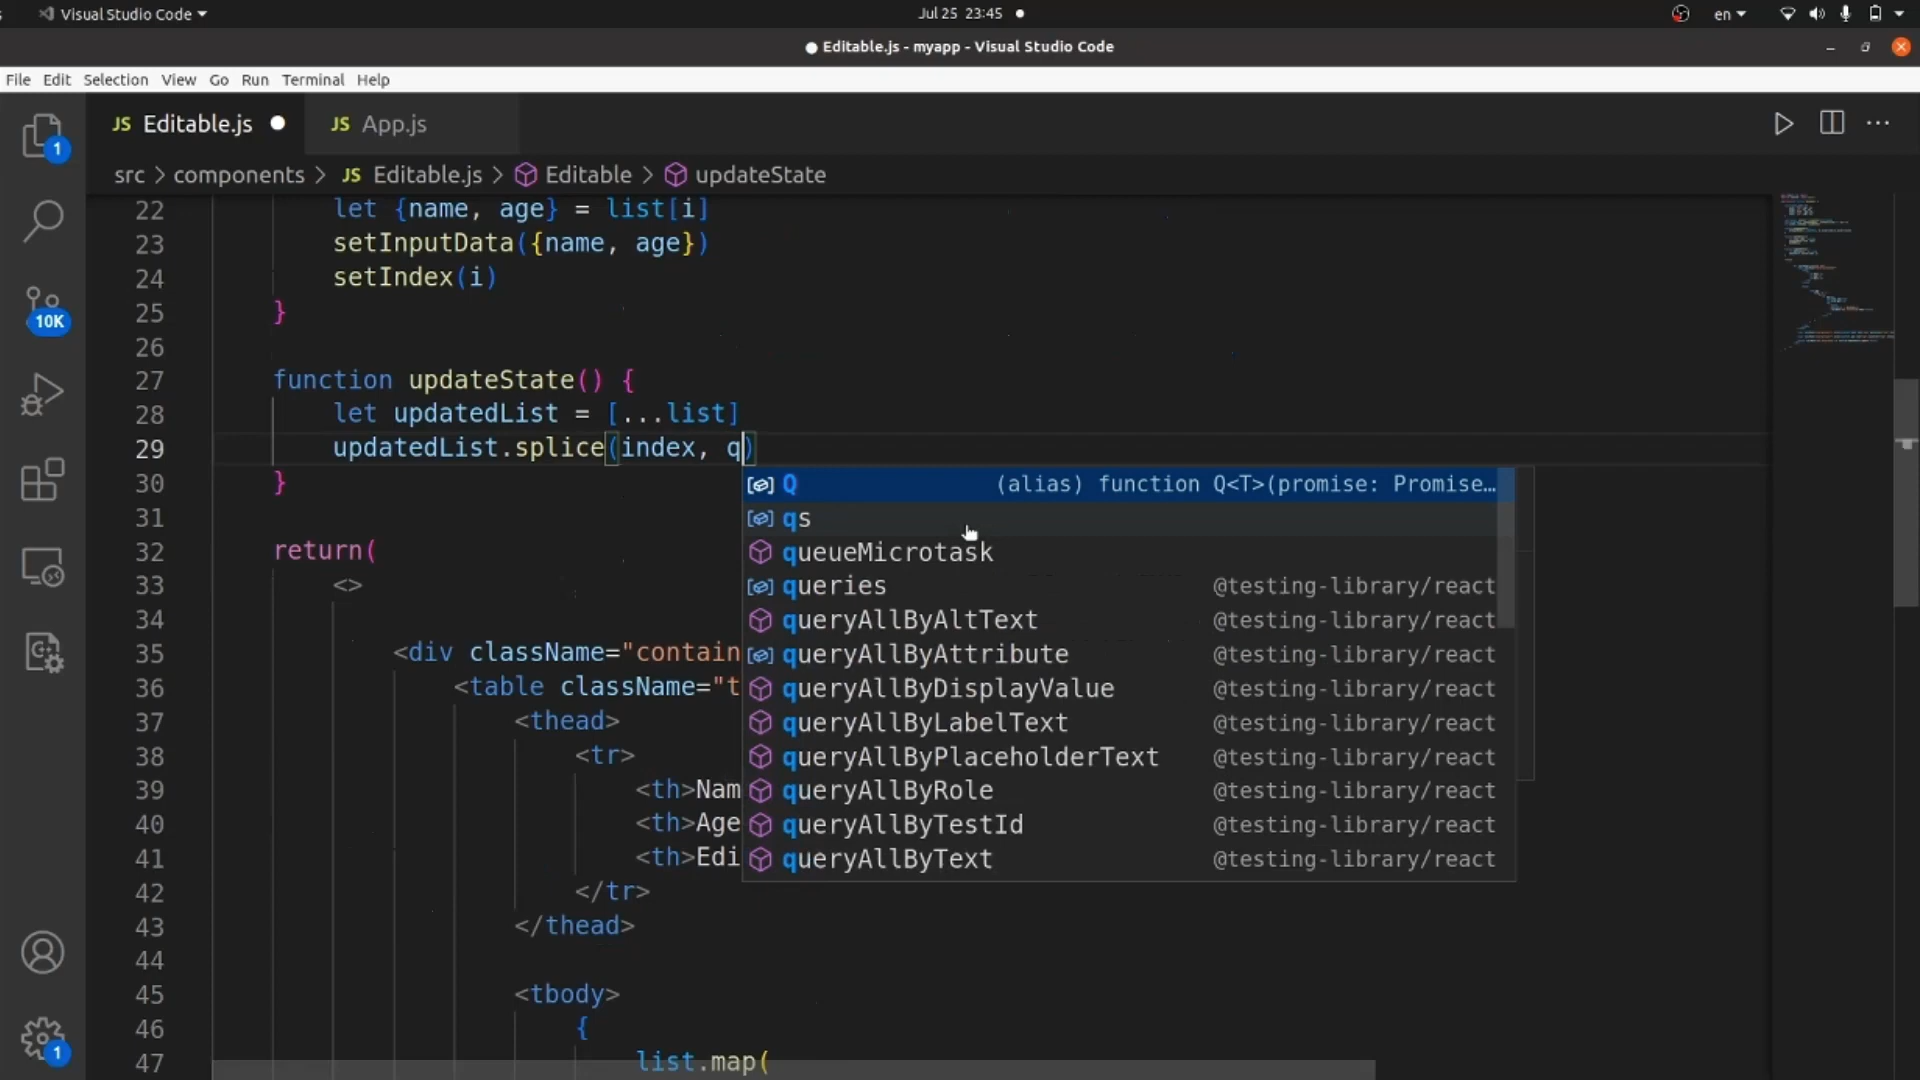 Visual Studio Code
Jul 25 23:45
en
Editable.js - myapp - Visual Studio Code
File Edit Selection View Go Run Terminal Help
JS Editable.js
JS App.js
src > components > JS Editable.js > Editable > updateState
22 let {name, age} = list[i]
23 setInputData({name, age})
24 setIndex(i)
25 }
26
27 function updateState() {
28 let updatedList = [...list]
29 updatedList.splice(index, q)
30 }
31
32 return(
33 <>
34
35 <div className="contain
36 <table className="t
37 <thead>
38 <tr>
39 <th>Nam
40 <th>Age
41 <th>Edi
42 </tr>
43 </thead>
44
45 <tbody>
46 {
47 list.map(
Q (alias) function Q<T>(promise: Promise…
qs
queueMicrotask
queries @testing-library/react
queryAllByAltText @testing-library/react
queryAllByAttribute @testing-library/react
queryAllByDisplayValue @testing-library/react
queryAllByLabelText @testing-library/react
queryAllByPlaceholderText @testing-library/react
queryAllByRole @testing-library/react
queryAllByTestId @testing-library/react
queryAllByText @testing-library/react
1
10K
1